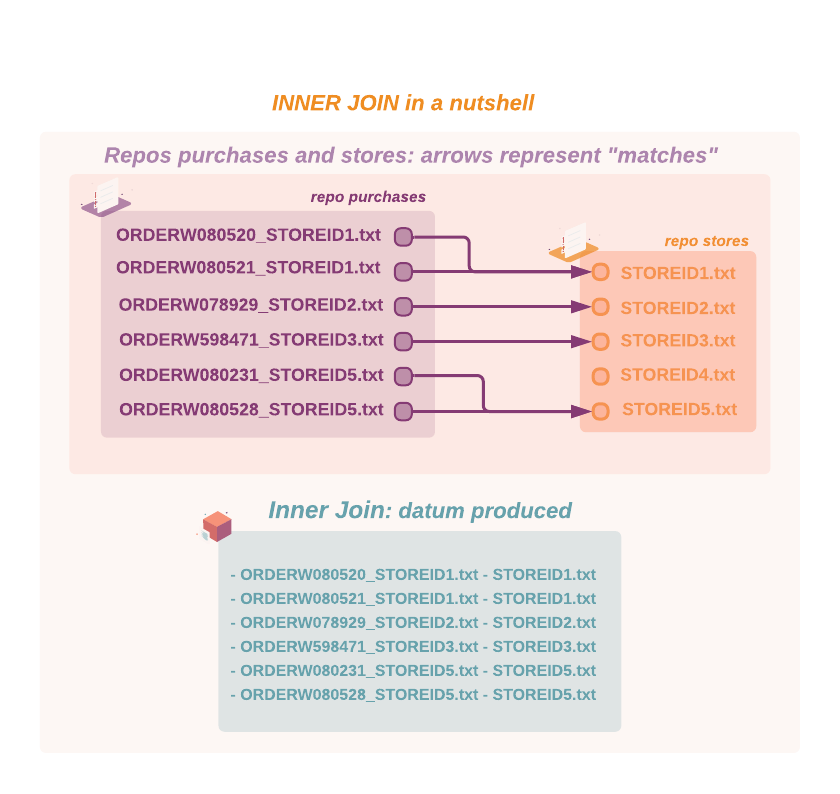 INNER JOIN in a nutshell
Repos purchases and stores: arrows represent "matches"
repo purchases
ORDERW080520_STOREID1.txt
ORDERW080521_STOREID1.txt
ORDERW078929_STOREID2.txt
ORDERW598471_STOREID3.txt
ORDERW080231_STOREID5.txt
ORDERW080528_STOREID5.txt
repo stores
STOREID1.txt
STOREID2.txt
STOREID3.txt
STOREID4.txt
STOREID5.txt
Inner Join: datum produced
- ORDERW080520_STOREID1.txt - STOREID1.txt
- ORDERW080521_STOREID1.txt - STOREID1.txt
- ORDERW078929_STOREID2.txt - STOREID2.txt
- ORDERW598471_STOREID3.txt - STOREID3.txt
- ORDERW080231_STOREID5.txt - STOREID5.txt
- ORDERW080528_STOREID5.txt - STOREID5.txt